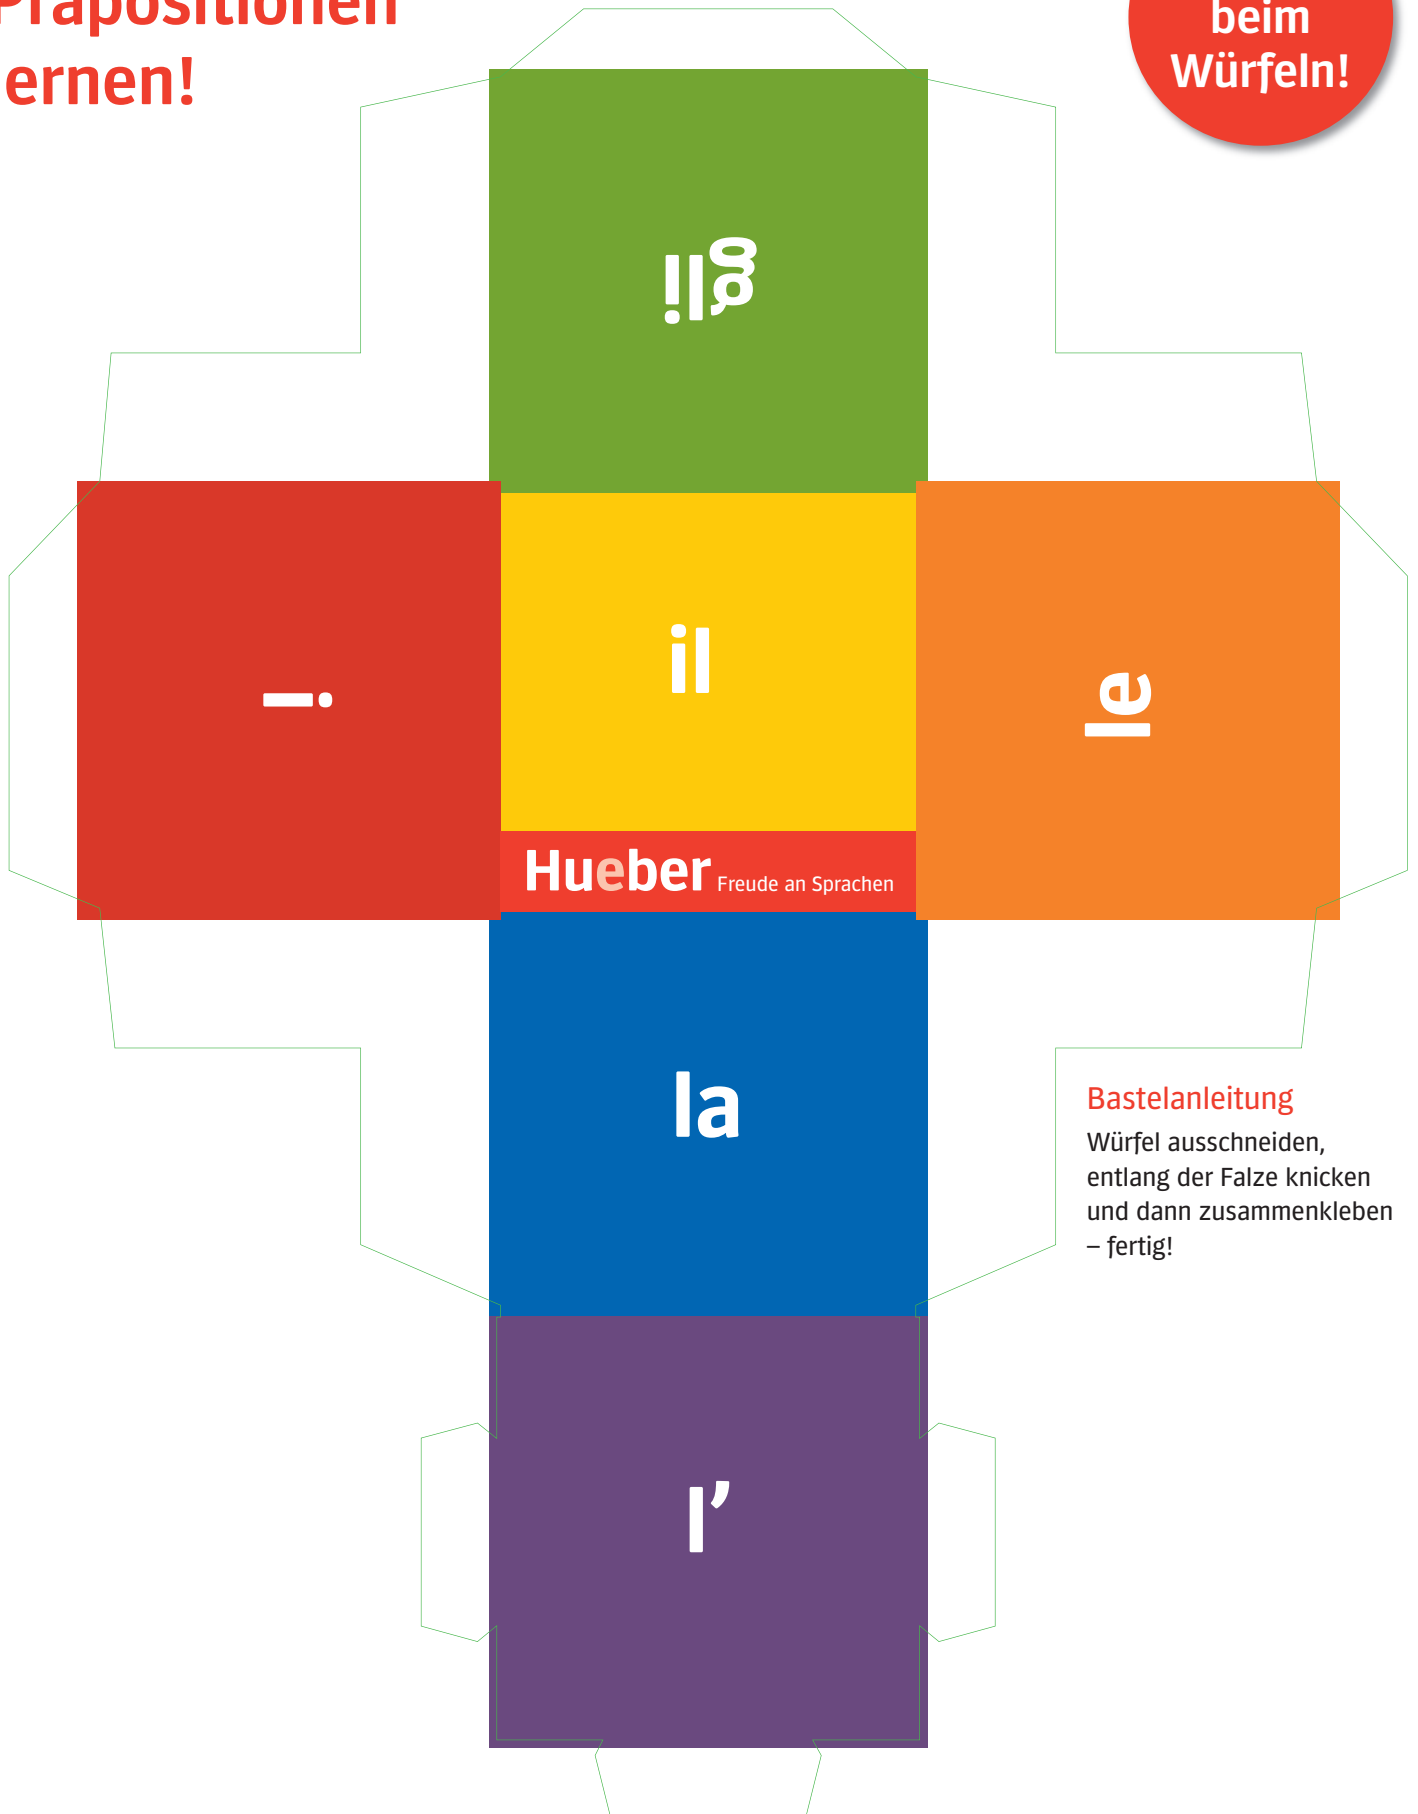 Präpositionen
ernen!
beim
Würfeln!
gli
i
il
le
Hueber Freude an Sprachen
la
l’
Bastelanleitung
Würfel ausschneiden,
entlang der Falze knicken
und dann zusammenkleben
– fertig!